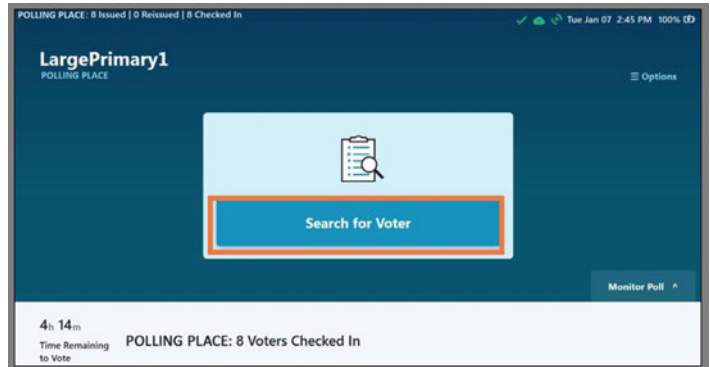 POLLING PLACE: 8 Issued | 0 Reissued | 8 Checked In
Tue Jan 07 2:45 PM 100%
LargePrimary1
POLLING PLACE
Options
Search for Voter
Monitor Poll
4h 14m
Time Remaining
to Vote
POLLING PLACE: 8 Voters Checked In